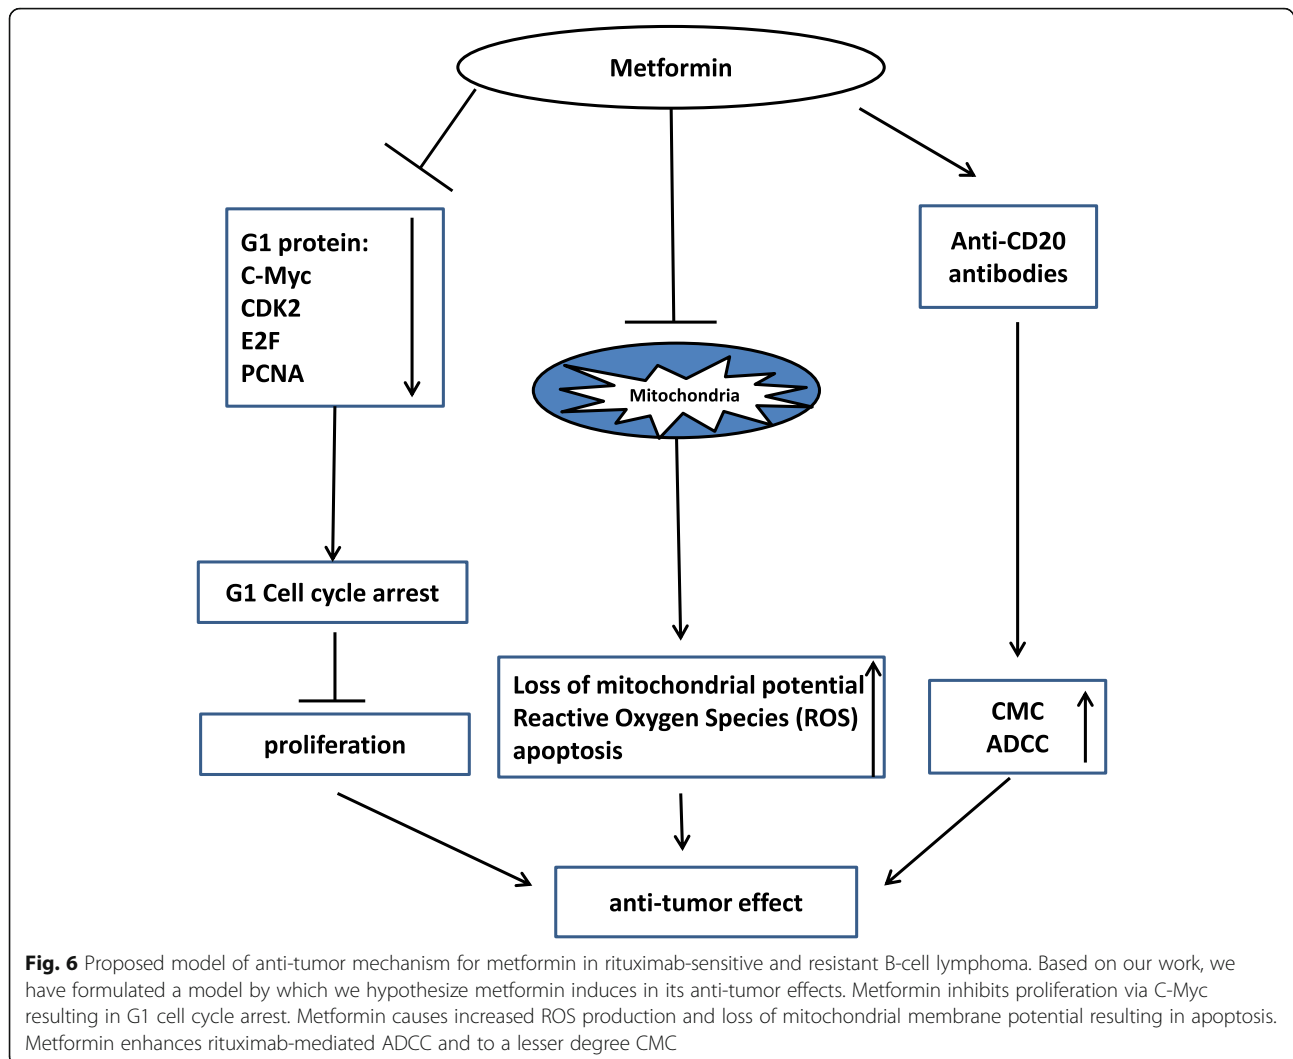 Metformin
G1 protein:
C-Myc
CDK2
E2F
PCNA
Anti-CD20
antibodies
Mitochondria
G1 Cell cycle arrest
Loss of mitochondrial potential
Reactive Oxygen Species (ROS)
apoptosis
CMC
ADCC
proliferation
anti-tumor effect
Fig. 6 Proposed model of anti-tumor mechanism for metformin in rituximab-sensitive and resistant B-cell lymphoma. Based on our work, we
have formulated a model by which we hypothesize metformin induces in its anti-tumor effects. Metformin inhibits proliferation via C-Myc
resulting in G1 cell cycle arrest. Metformin causes increased ROS production and loss of mitochondrial membrane potential resulting in apoptosis.
Metformin enhances rituximab-mediated ADCC and to a lesser degree CMC